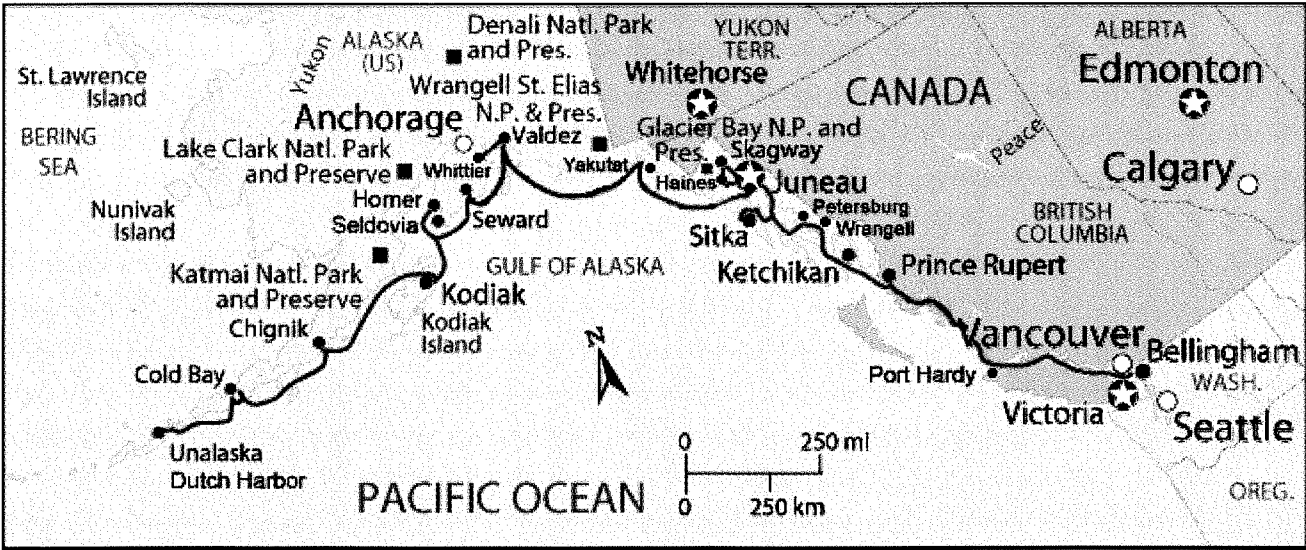 Denali Natl. Park
and Pres.
YUKON
TERR.
ALBERTA
ALASKA
(US)
Yukon
St. Lawrence
Island
Whitehorse
Edmonton
Wrangell St. Elias
N.P. & Pres.
CANADA
Anchorage
BERING
SEA
Valdez
Glacier Bay N.P. and
Pres.
Skagway
Peace
Lake Clark Natl. Park
and Preserve
Whittier
Yakutat
Haines
Juneau
Calgary
Homer
Seldovia
Seward
Nunivak
Island
Petersburg
Wrangell
Sitka
BRITISH
COLUMBIA
Katmai Natl. Park
and Preserve
GULF OF ALASKA
Ketchikan
Prince Rupert
Kodiak
Kodiak
Island
Chignik
N
Vancouver
Bellingham
WASH.
Cold Bay
Port Hardy
Victoria
Seattle
Unalaska
Dutch Harbor
0 250 mi
0 250 km
PACIFIC OCEAN
OREG.